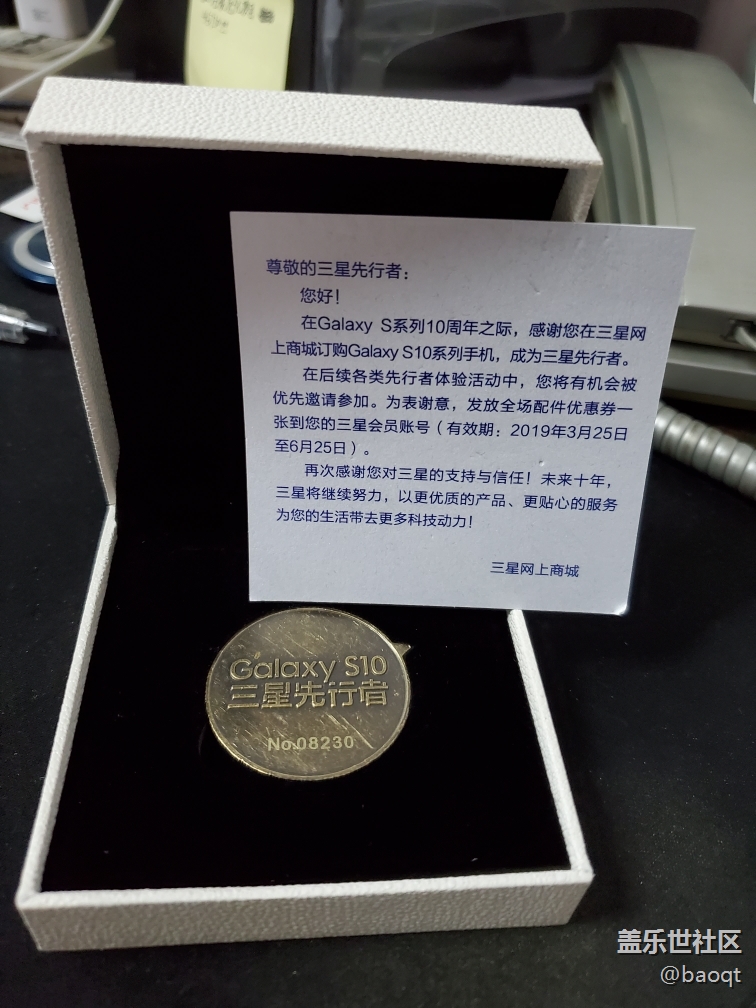 尊敬的三星先行者：
您好！
在Galaxy S系列10周年之际，感谢您在三星网
上商城订购Galaxy S10系列手机，成为三星先行者。
在后续各类先行者体验活动中，您将有机会被
优先邀请参加。为表谢意，发放全场配件优惠券一
张到您的三星会员账号（有效期：2019年3月25日
至6月25日）。
再次感谢您对三星的支持与信任！未来十年，
三星将继续努力，以更优质的产品、更贴心的服务
为您的生活带去更多科技动力！
三星网上商城
Galaxy S10
三星先行者
No.08230
盖乐世社区
@baoqt